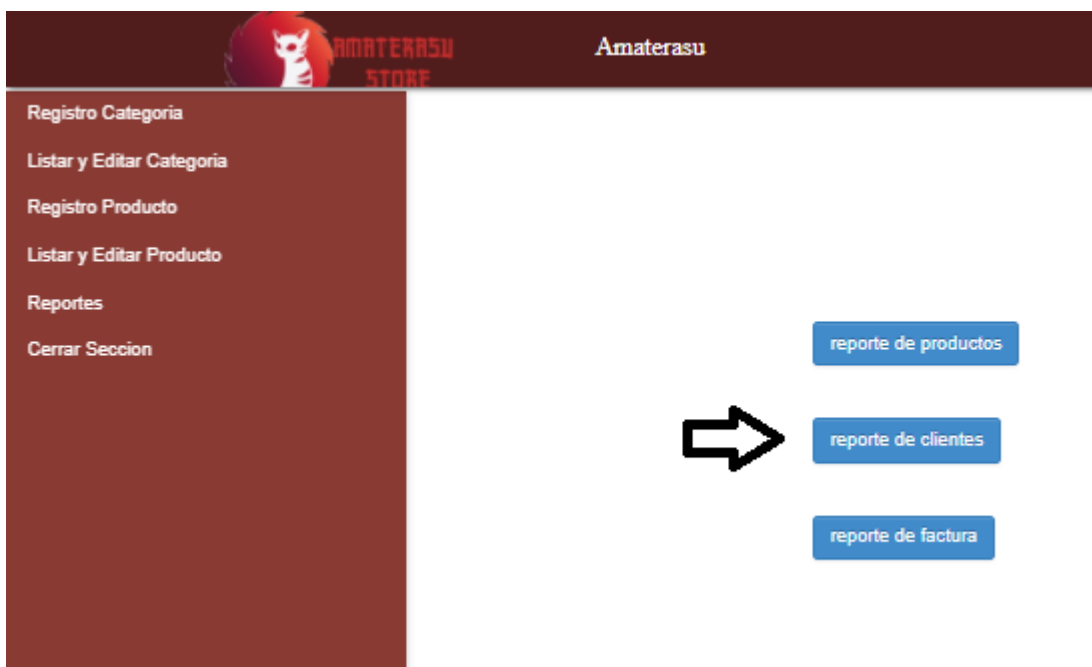 AMATERASU
STORE
Amaterasu
Registro Categoria
Listar y Editar Categoria
Registro Producto
Listar y Editar Producto
Reportes
Cerrar Seccion
reporte de productos
reporte de clientes
reporte de factura